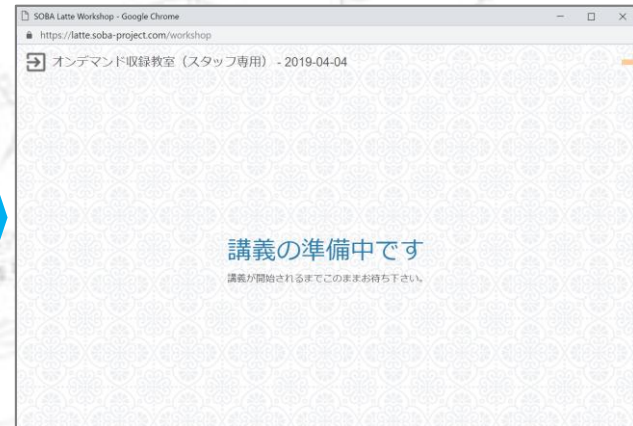 SOBA Latte Workshop - Google Chrome
https://latte.soba-project.com/workshop
オンデマンド収録教室（スタッフ専用） - 2019-04-04
講義の準備中です
講義が開始されるまでこのままお待ち下さい。